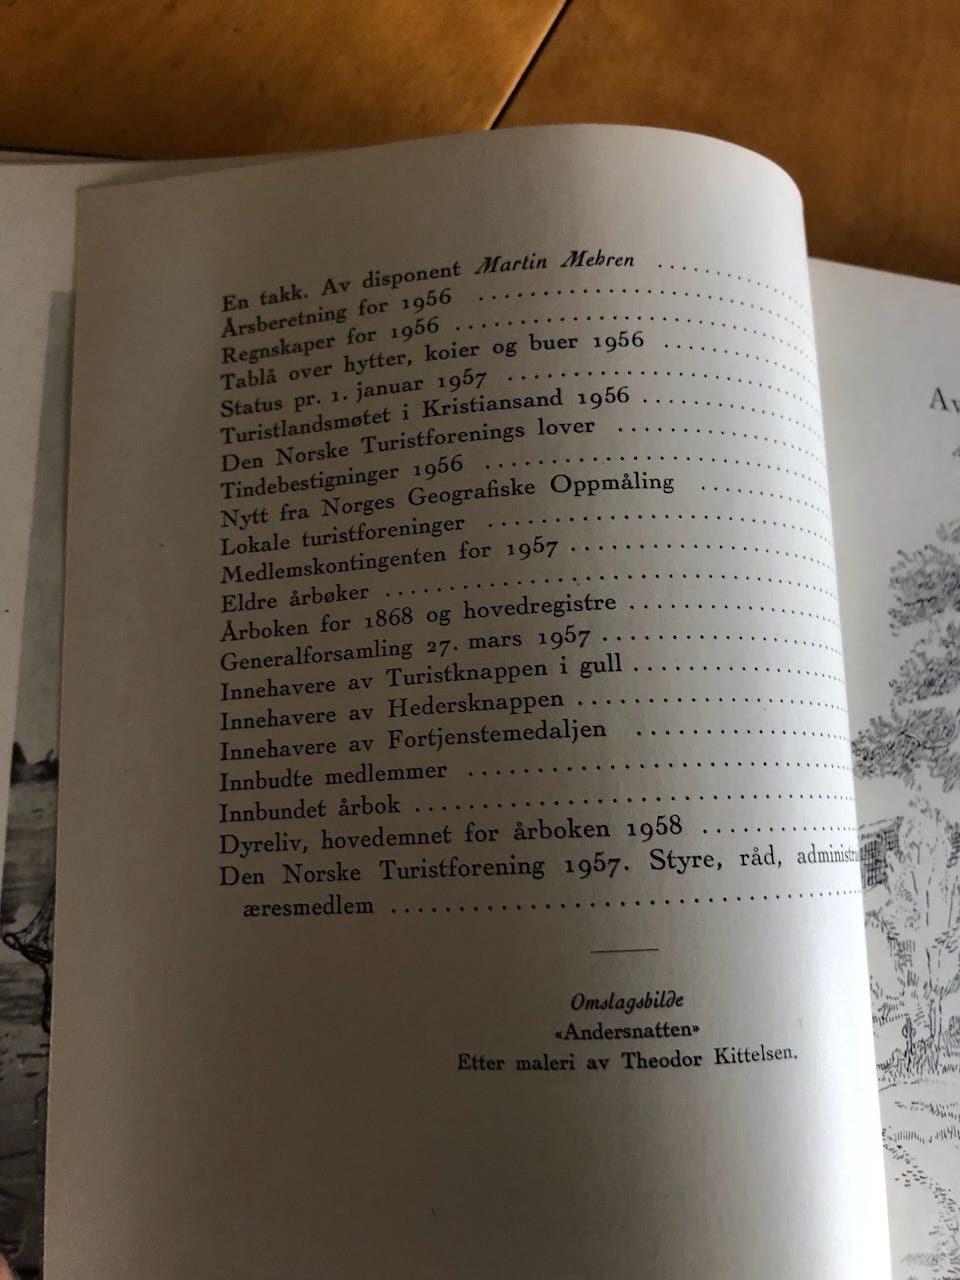 En takk. Av disponent Martin Mehren ..........
Årsberetning for 1956 ..........
Regnskaper for 1956 ..........
Tablå over hytter, koier og buer 1956 ..........
Status pr. 1. januar 1957 ..........
Turistlandsmøtet i Kristiansand 1956 ..........
Den Norske Turistforenings lover ..........
Tindebestigninger 1956 ..........
Nytt fra Norges Geografiske Oppmåling ..........
Lokale turistforeninger ..........
Medlemskontingenten for 1957 ..........
Eldre årbøker ..........
Årboken for 1868 og hovedregistre ..........
Generalforsamling 27. mars 1957 ..........
Innehavere av Turistknappen i gull ..........
Innehavere av Hedersknappen ..........
Innehavere av Fortjenstemedaljen ..........
Innbudte medlemmer ..........
Innbundet årbok ..........
Dyreliv, hovedemnet for årboken 1958 ..........
Den Norske Turistforening 1957. Styre, råd,
æresmedlem ..........
Omslagsbilde
«Andersnatten»
Etter maleri av Theodor Kittelsen.